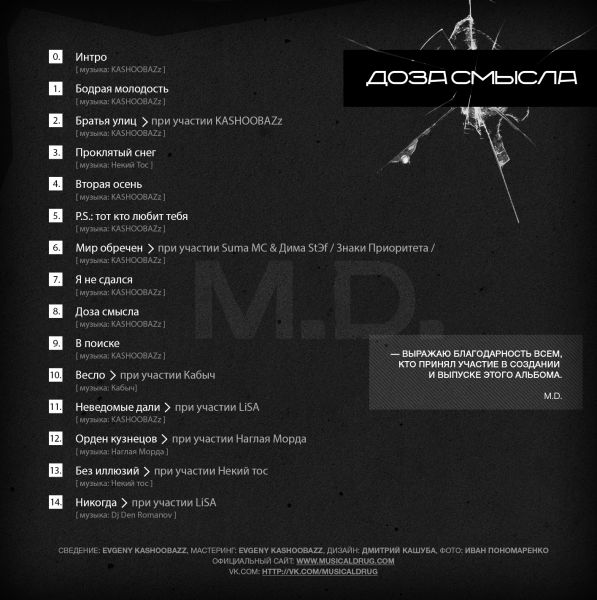 ДОЗА СМЫСЛА
0. Интро
[ музыка: KASHOOBAZz ]
1. Бодрая молодость
[ музыка: KASHOOBAZz ]
2. Братья улиц > при участии KASHOOBAZz
[ музыка: KASHOOBAZz ]
3. Проклятый снег
[ музыка: Некий Тос ]
4. Вторая осень
[ музыка: KASHOOBAZz ]
5. P.S.: тот кто любит тебя
[ музыка: KASHOOBAZz ]
6. Мир обречен > при участии Suma MC & Дима StЭf / Знаки Приоритета /
[ музыка: KASHOOBAZz ]
7. Я не сдался
[ музыка: KASHOOBAZz ]
8. Доза смысла
[ музыка: KASHOOBAZz ]
9. В поиске
[ музыка: KASHOOBAZz ]
10. Весло > при участии Кабыч
[ музыка: Кабыч]
11. Неведомые дали > при участии LiSA
[ музыка: KASHOOBAZz ]
12. Орден кузнецов > при участии Наглая Морда
[ музыка: Наглая Морда ]
13. Без иллюзий > при участии Некий тос
[ музыка: Некий тос ]
14. Никогда > при участии LiSA
[ музыка: Dj Den Romanov ]
M.D.
— ВЫРАЖАЮ БЛАГОДАРНОСТЬ ВСЕМ,
КТО ПРИНЯЛ УЧАСТИЕ В СОЗДАНИИ
И ВЫПУСКЕ ЭТОГО АЛЬБОМА.
M.D.
СВЕДЕНИЕ: EVGENY KASHOOBAZZ, МАСТЕРИНГ: EVGENY KASHOOBAZZ, ДИЗАЙН: ДМИТРИЙ КАШУБА, ФОТО: ИВАН ПОНОМАРЕНКО
ОФИЦИАЛЬНЫЙ САЙТ: WWW.MUSICALDRUG.COM
VK.COM: HTTP://VK.COM/MUSICALDRUG